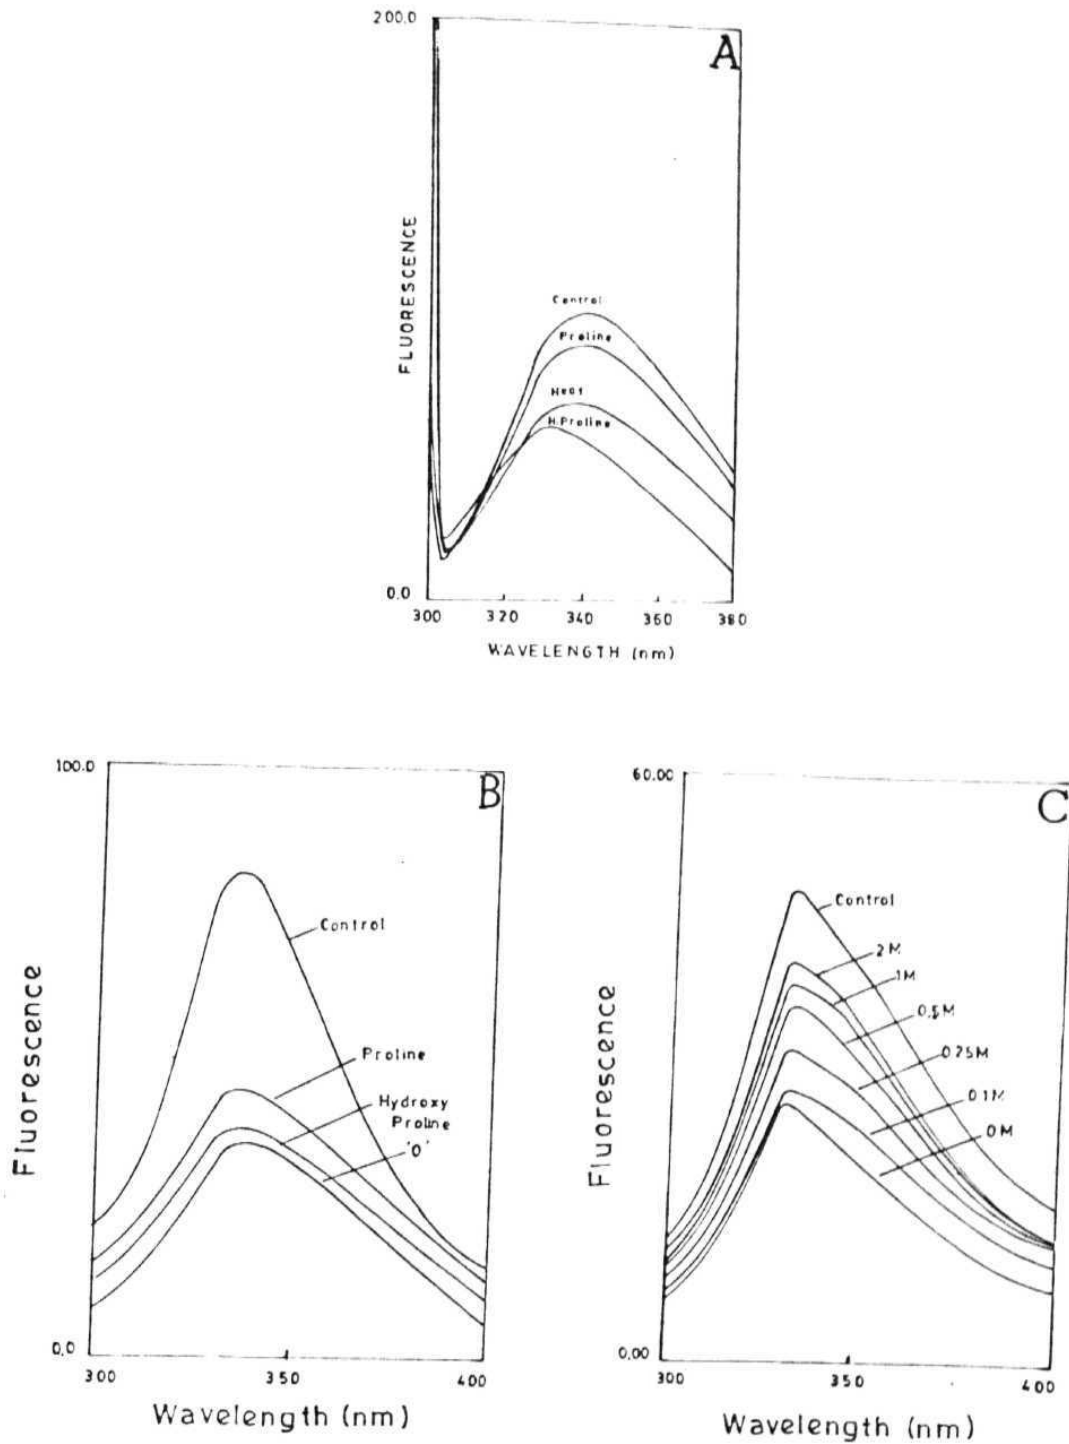 200.0
A
FLUORESCENCE
Control
Proline
Heat
H.Proline
0.0
300 320 340 360 380
WAVELENGTH (nm)
100.0
B
Control
Proline
Hydroxy
Proline
'O'
Fluorescence
0.0
300 350 400
Wavelength (nm)
60.00
C
Control
2M
1M
0.5M
0.25M
0.1M
0M
Fluorescence
0.00
300 350 400
Wavelength (nm)